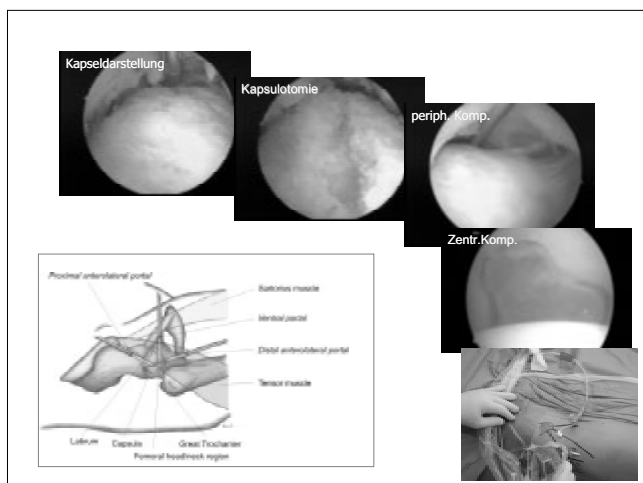 Kapseldarstellung
Kapsulotomie
periph. Komp.
Zentr.Komp.
Proximal anterolateral portal
Sartorius muscle
Ventral portal
Distal anterolateral portal
Tensor muscle
Labrum Capsule Great Trochanter
Femoral head/neck region